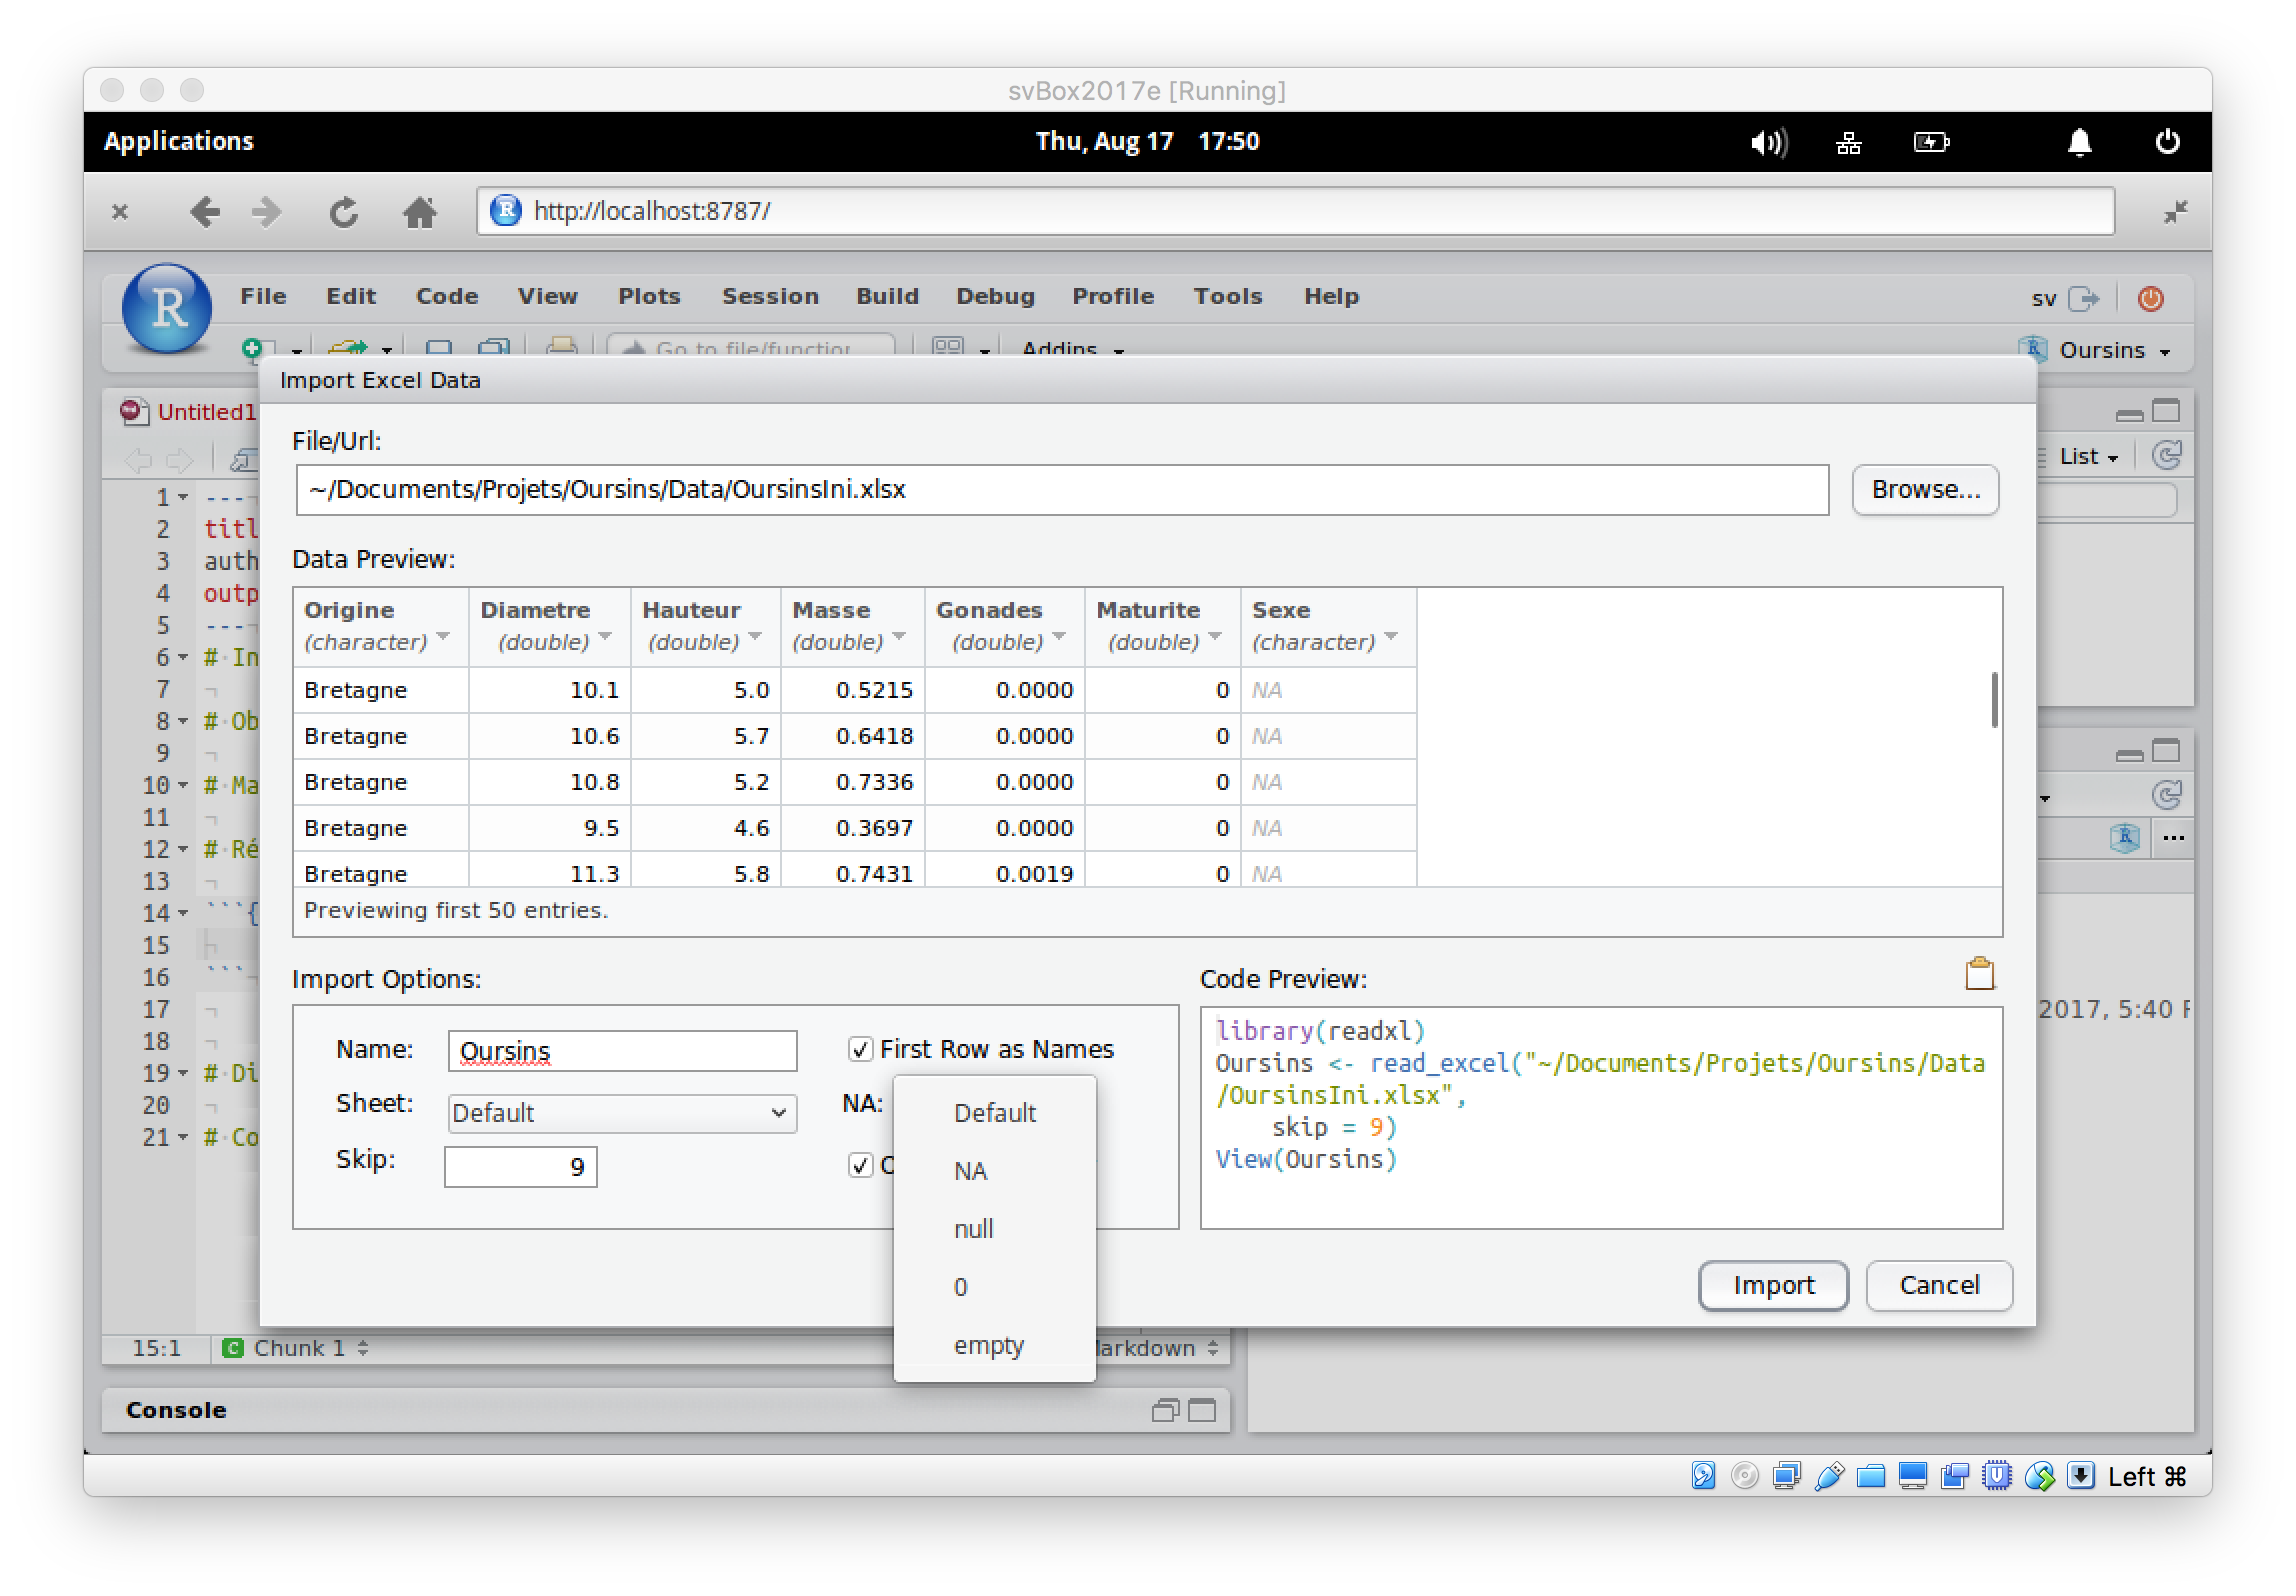 svBox2017e [Running]
Applications Thu, Aug 17 17:50
http://localhost:8787/
File Edit Code View Plots Session Build Debug Profile Tools Help sv
Go to file/function Addins Oursins
Import Excel Data
Untitled1
File/Url:
List
~/Documents/Projets/Oursins/Data/OursinsIni.xlsx Browse...
Data Preview:
Origine Diametre Hauteur Masse Gonades Maturite Sexe
(character) (double) (double) (double) (double) (double) (character)
Bretagne 10.1 5.0 0.5215 0.0000 0 NA
Bretagne 10.6 5.7 0.6418 0.0000 0 NA
Bretagne 10.8 5.2 0.7336 0.0000 0 NA
Bretagne 9.5 4.6 0.3697 0.0000 0 NA
Bretagne 11.3 5.8 0.7431 0.0019 0 NA
Previewing first 50 entries.
1 ---
2 titl
3 auth
4 outp
5 ---
6 # In
7
8 # Ob
9
10 # Ma
11
12 # Ré
13
14 ```{
15
16 ```
17
18
19 # Di
20
21 # Co
Import Options:
Name: Oursins
First Row as Names
Sheet: Default
NA:
Skip: 9
Default
NA
null
0
empty
Code Preview:
library(readxl)
Oursins <- read_excel("~/Documents/Projets/Oursins/Data
/OursinsIni.xlsx",
skip = 9)
View(Oursins)
2017, 5:40
Import Cancel
15:1 Chunk 1 arkdown
Console
Left ⌘